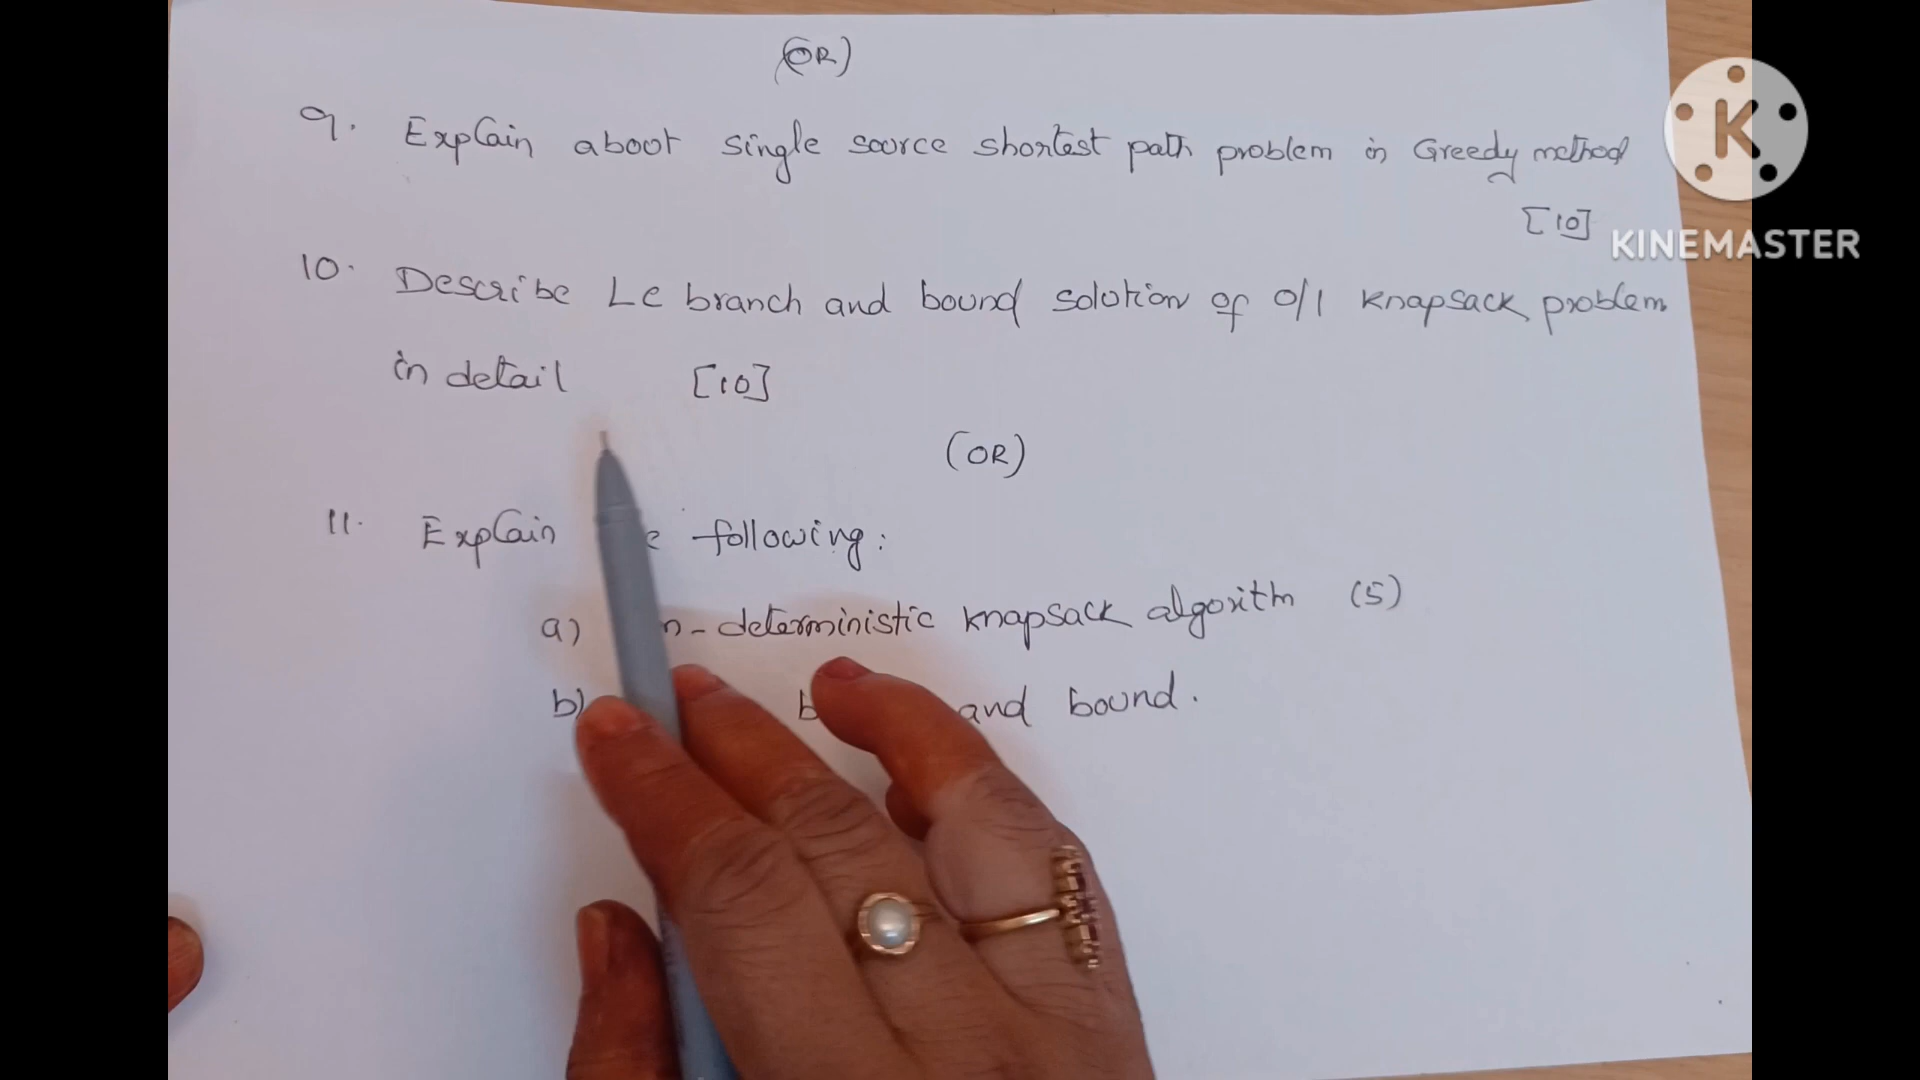 (OR)
9. Explain about single source shortest path problem in Greedy method
[10]
KINEMASTER
10. Describe LC branch and bound solution of 0/1 knapsack problem
in detail [10]
(OR)
11. Explain following:
a) -deterministic knapsack algorithm (5)
b) and bound.